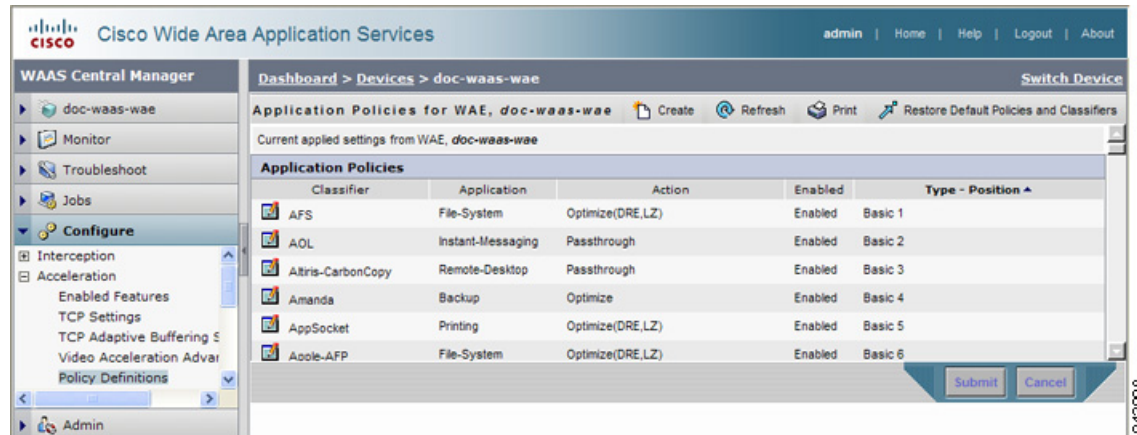 CISCO Cisco Wide Area Application Services admin | Home | Help | Logout | About
WAAS Central Manager
Dashboard > Devices > doc-waas-wae Switch Device
doc-waas-wae
Monitor
Troubleshoot
Jobs
Configure
Interception
Acceleration
Enabled Features
TCP Settings
TCP Adaptive Buffering S
Video Acceleration Advar
Policy Definitions
Admin
Application Policies for WAE, doc-waas-wae Create Refresh Print Restore Default Policies and Classifiers
Current applied settings from WAE, doc-waas-wae
Application Policies
Classifier Application Action Enabled Type - Position
AFS File-System Optimize(DRE,LZ) Enabled Basic 1
AOL Instant-Messaging Passthrough Enabled Basic 2
Altiris-CarbonCopy Remote-Desktop Passthrough Enabled Basic 3
Amanda Backup Optimize Enabled Basic 4
AppSocket Printing Optimize(DRE,LZ) Enabled Basic 5
Apple-AFP File-System Optimize(DRE,LZ) Enabled Basic 6
Submit Cancel